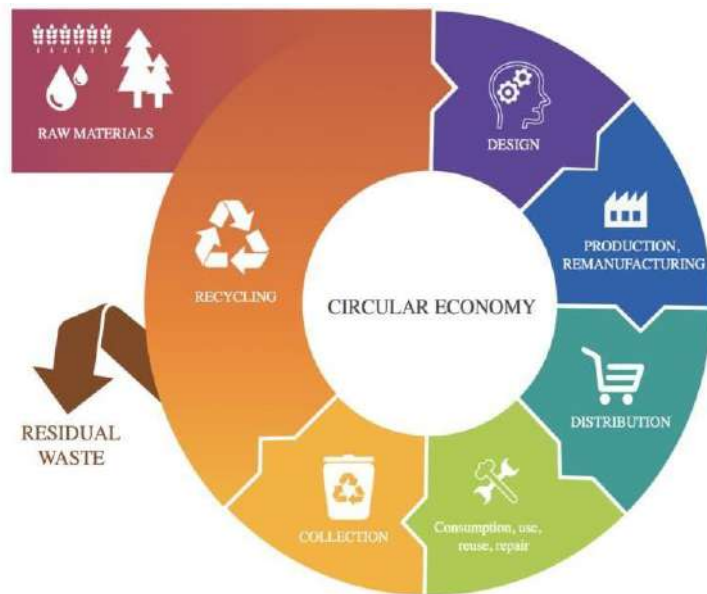 RAW MATERIALS
DESIGN
PRODUCTION,
REMANUFACTURING
RECYCLING
CIRCULAR ECONOMY
DISTRIBUTION
RESIDUAL
WASTE
COLLECTION
Consumption, use,
reuse, repair